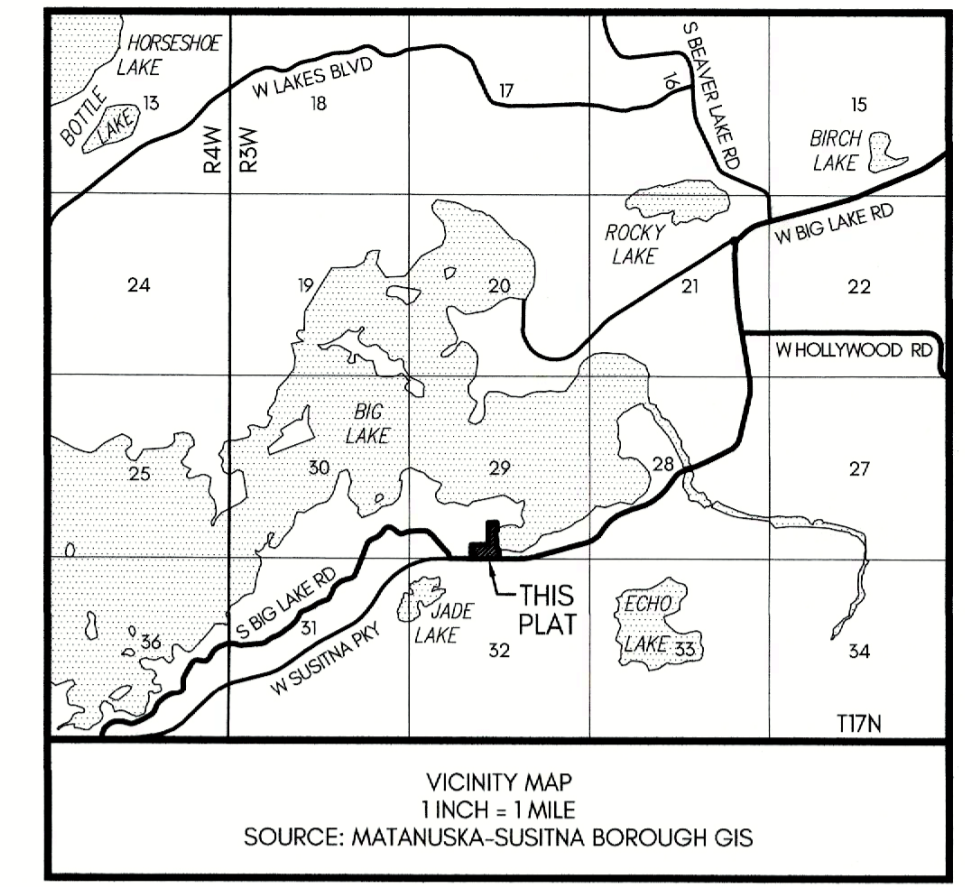 HORSESHOE
LAKE
BOTTLE
LAKE
13
W LAKES BLVD
18
17
16
S BEAVER LAKE RD
15
BIRCH
LAKE
R4W
R3W
ROCKY
LAKE
W BIG LAKE RD
24
19
20
21
22
W HOLLYWOOD RD
BIG
LAKE
25
30
29
28
27
S BIG LAKE RD
THIS
PLAT
JADE
LAKE
ECHO
LAKE
36
31
W SUSITNA PKY
32
33
34
T17N
VICINITY MAP
1 INCH = 1 MILE
SOURCE: MATANUSKA-SUSITNA BOROUGH GIS